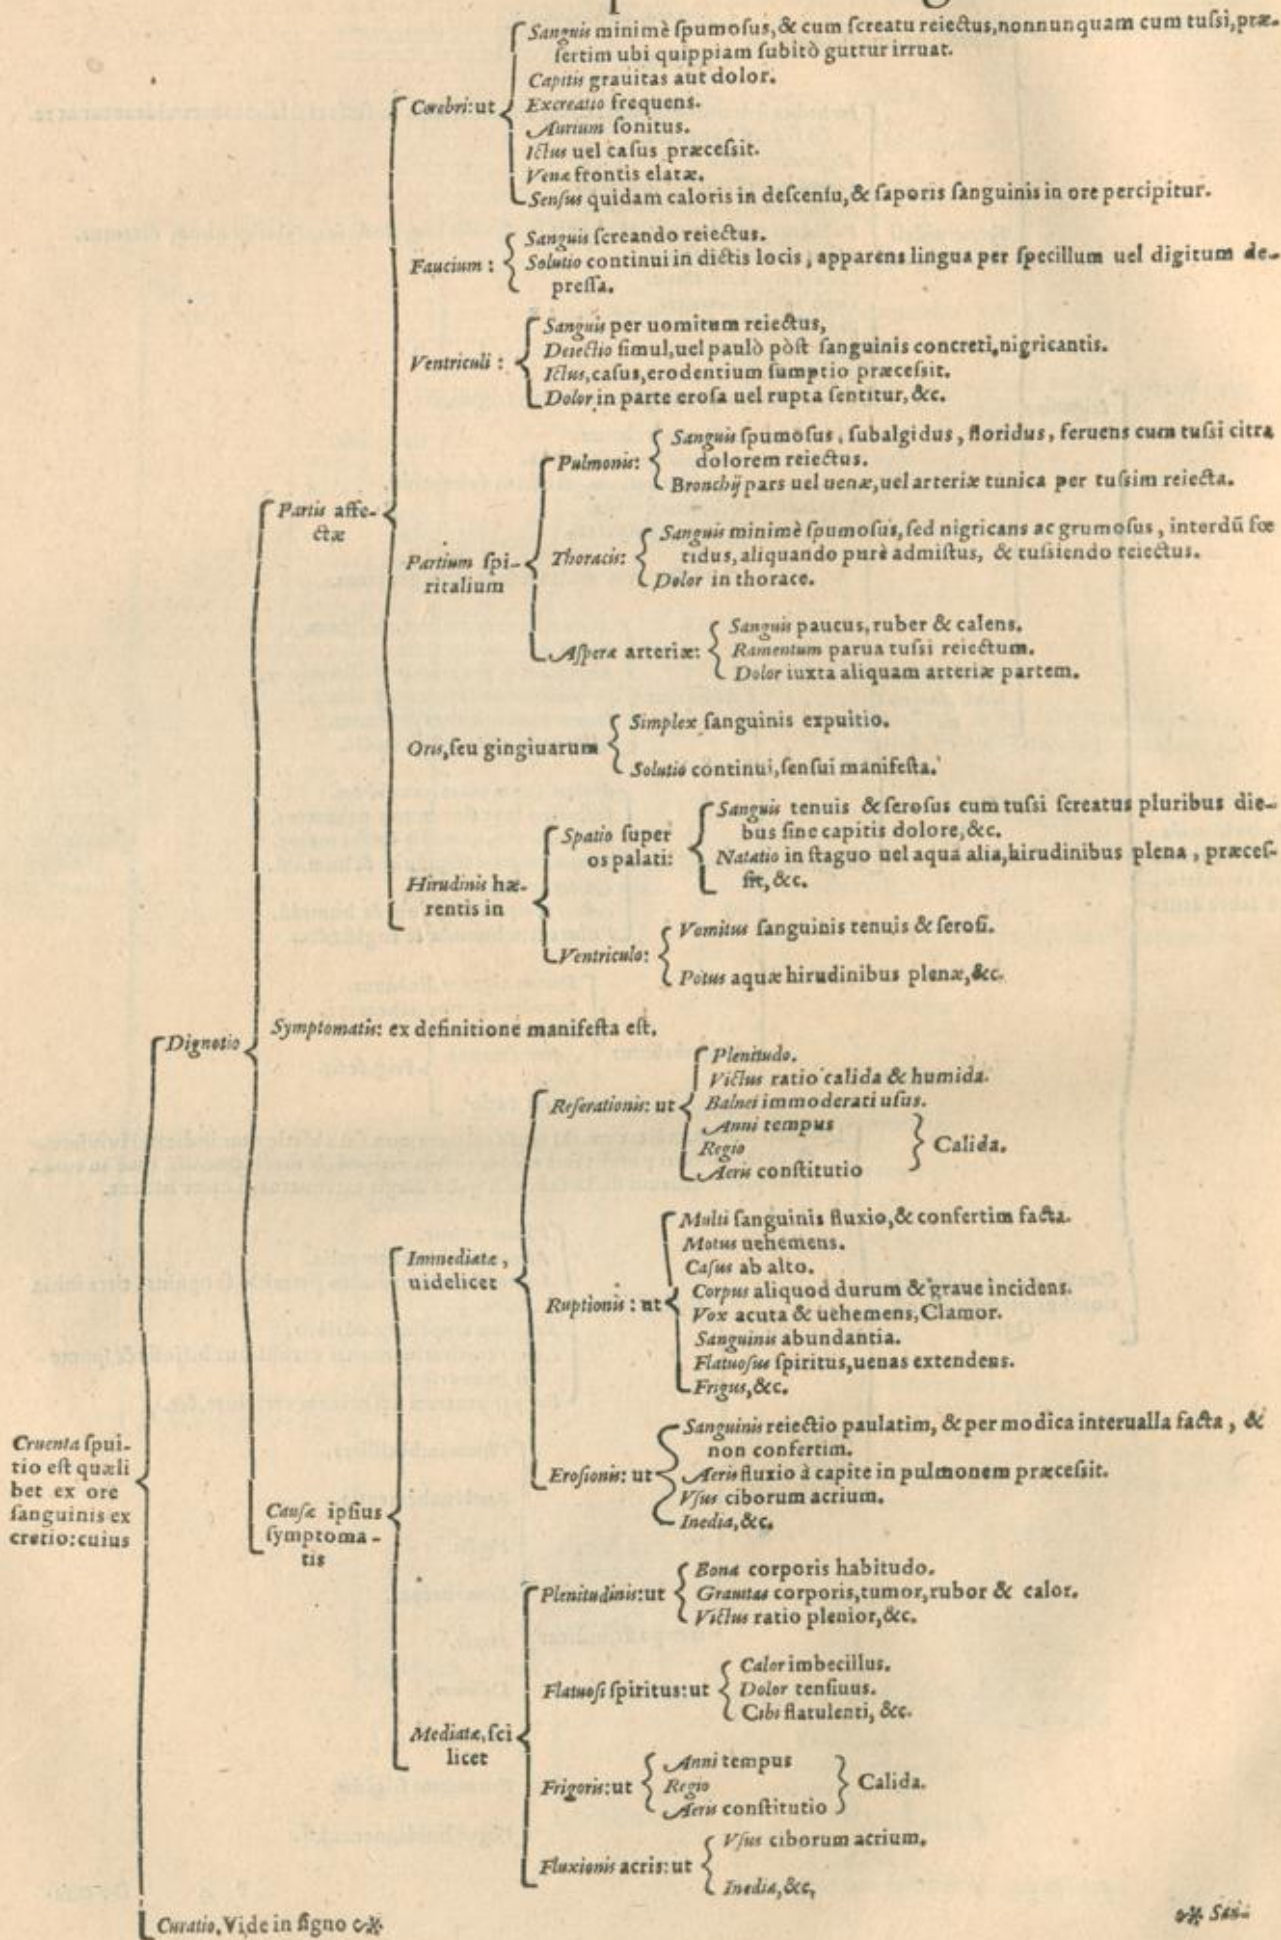 Sanguis minimè ſpumoſus, & cum ſcreatu reiectus, nonnunquam cum tuſsi, præ-
ſertim ubi quippiam ſubitò guttur irruat.
Capitis grauitas aut dolor.
Cerebri: ut
Excreatio frequens.
Aurium ſonitus.
Ictus uel caſus præceſsit.
Venæ frontis elatæ.
Senſus quidam caloris in deſcenſu, & ſaporis ſanguinis in ore percipitur.
Faucium:
Sanguis ſcreando reiectus.
Solutio continui in dictis locis, apparens lingua per ſpecillum uel digitum de-
preſſa.
Ventriculi:
Sanguis per uomitum reiectus,
Deiectio ſimul, uel paulò pòſt ſanguinis concreti, nigricantis.
Ictus, caſus, erodentium ſumptio præceſsit.
Dolor in parte eroſa uel rupta ſentitur, &c.
Partis affe-
ctæ
Partium ſpi-
ritalium
Pulmonis:
Sanguis ſpumoſus, ſubalgidus, floridus, feruens cum tuſsi citra
dolorem reiectus.
Bronchij pars uel uenæ, uel arteriæ tunica per tuſsim reiecta.
Thoracis:
Sanguis minimè ſpumoſus, ſed nigricans ac grumoſus, interdũ fœ
tidus, aliquando purè admiſtus, & tuſsiendo reiectus.
Dolor in thorace.
Aſperæ arteriæ:
Sanguis paucus, ruber & calens.
Ramentum parua tuſsi reiectum.
Dolor iuxta aliquam arteriæ partem.
Oris, ſeu gingiuarum
Simplex ſanguinis expuitio.
Solutio continui, ſenſui manifeſta.
Hirudinis hæ-
rentis in
Spatio ſuper
os palati:
Sanguis tenuis & ſeroſus cum tuſsi ſcreatus pluribus die-
bus ſine capitis dolore, &c.
Natatio in ſtaguo uel aqua alia, hirudinibus plena, præceſ-
ſit, &c.
Ventriculo:
Vomitus ſanguinis tenuis & ſeroſi.
Potus aquæ hirudinibus plenæ, &c.
Dignotio
Symptomatis: ex definitione manifeſta eſt.
Cauſæ ipſius
ſymptoma-
tis
Immediatæ,
uidelicet
Reſerationis: ut
Plenitudo.
Victus ratio calida & humida.
Balnei immoderati uſus.
Anni tempus
Regio
Aeris conſtitutio
Calida.
Ruptionis: ut
Multi ſanguinis fluxio, & confertim facta.
Motus uehemens.
Caſus ab alto.
Corpus aliquod durum & graue incidens.
Vox acuta & uehemens, Clamor.
Sanguinis abundantia.
Flatuoſus ſpiritus, uenas extendens.
Frigus, &c.
Eroſionis: ut
Sanguinis reiectio paulatim, & per modica interualla facta, &
non confertim.
Acris fluxio à capite in pulmonem præceſsit.
Vſus ciborum acrium.
Inedia, &c.
Cruenta ſpui-
tio eſt quæli
bet ex ore
ſanguinis ex
cretio: cuius
Mediatæ, ſci
licet
Plenitudinis: ut
Bona corporis habitudo.
Grauitas corporis, tumor, rubor & calor.
Victus ratio plenior, &c.
Flatuoſi ſpiritus: ut
Calor imbecillus.
Dolor tenſiuus.
Cibi flatulenti, &c.
Frigoris: ut
Anni tempus
Regio
Aeris conſtitutio
Calida.
Fluxionis acris: ut
Vſus ciborum acrium.
Inedia, &c,
Curatio. Vide in ſigno
San-